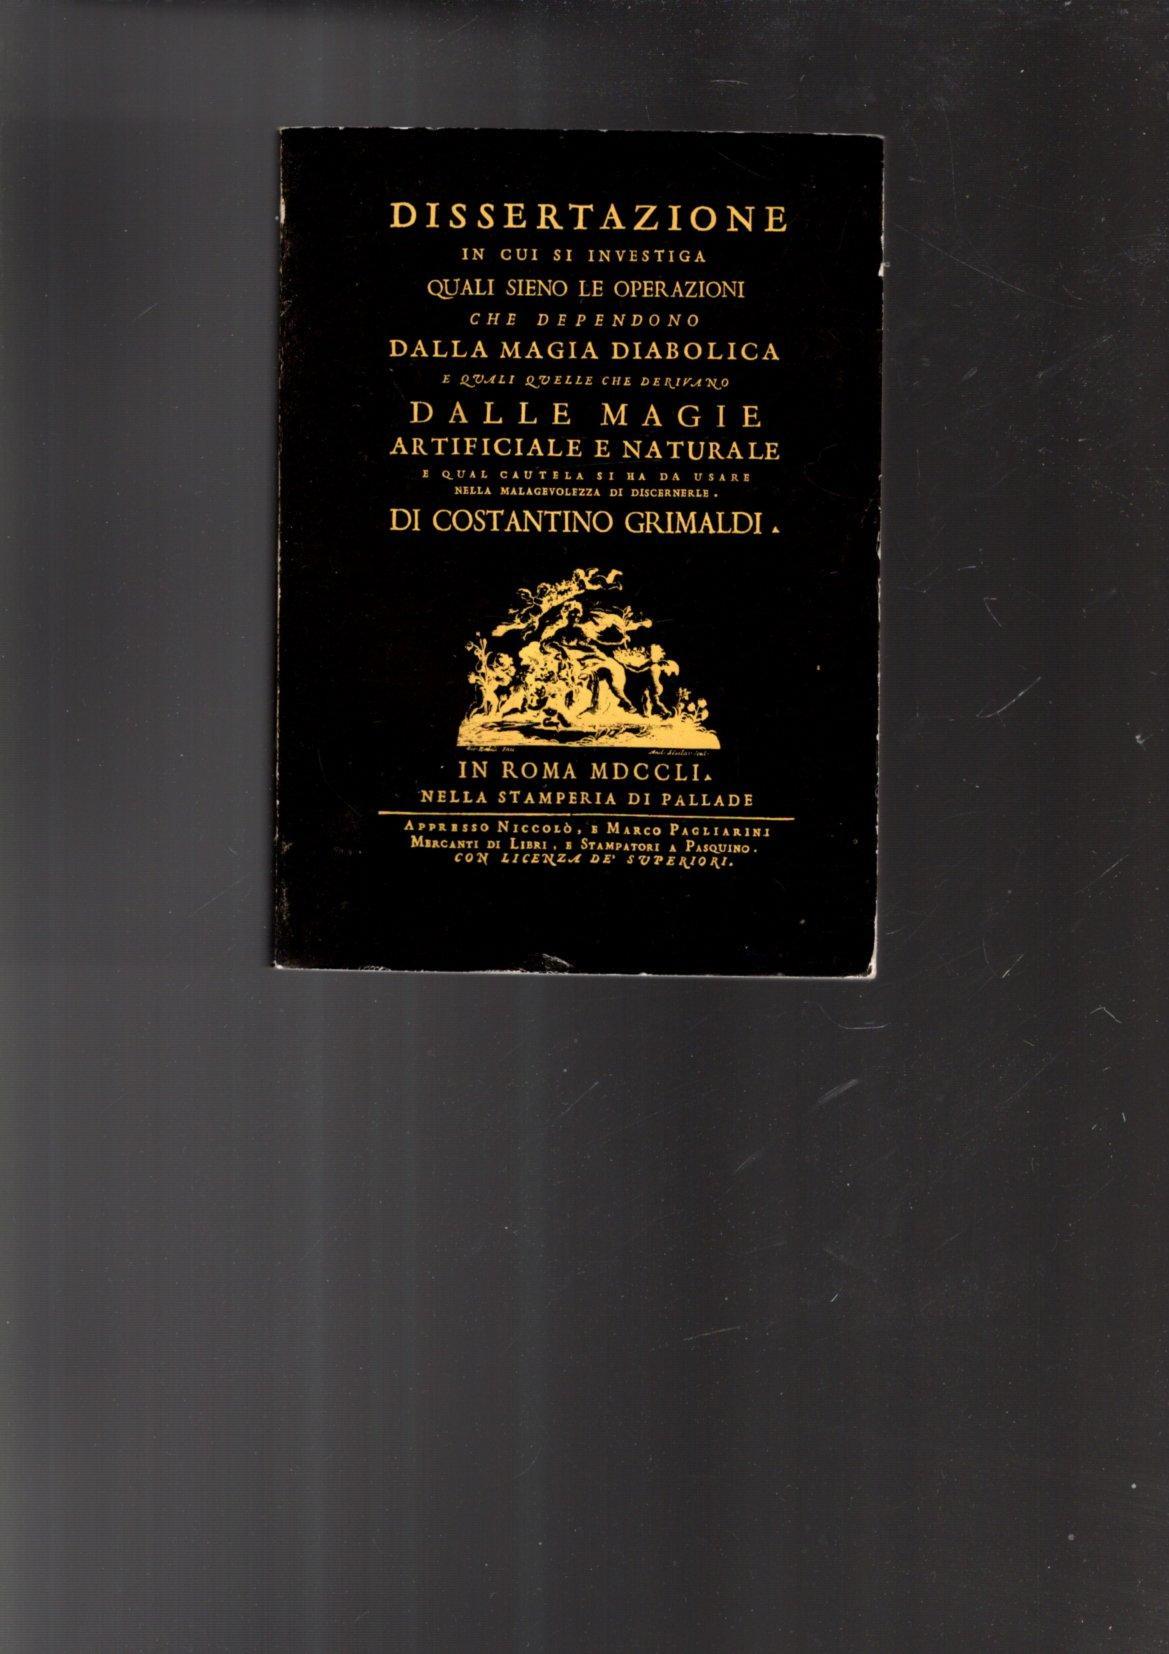 DISSERTAZIONE
IN CUI SI INVESTIGA
QUALI SIENO LE OPERAZIONI
CHE DEPENDONO
DALLA MAGIA DIABOLICA
E QUALI QUELLE CHE DERIVANO
DALLE MAGIE
ARTIFICIALE E NATURALE
E QUAL CAUTELA SI HA DA USARE
NELLA MALAGEVOLEZZA DI DISCERNERLE.
DI COSTANTINO GRIMALDI.
IN ROMA MDCCLI.
NELLA STAMPERIA DI PALLADE
APPRESSO NICCOLÒ, E MARCO PAGLIARINI
MERCANTI DI LIBRI, E STAMPATORI A PASQUINO.
CON LICENZA DE' SUPERIORI.